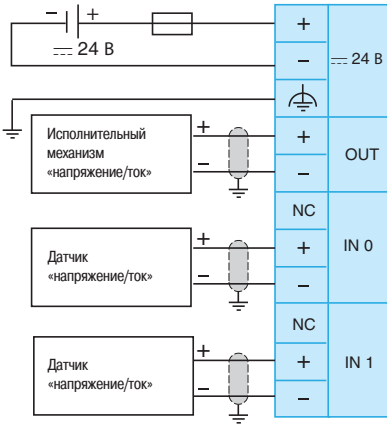 − +
24 В
+
−
24 В
Исполнительный
механизм
«напряжение/ток»
+
−
+
−
OUT
Датчик
«напряжение/ток»
+
−
NC
+
−
IN 0
Датчик
«напряжение/ток»
+
−
NC
+
−
IN 1